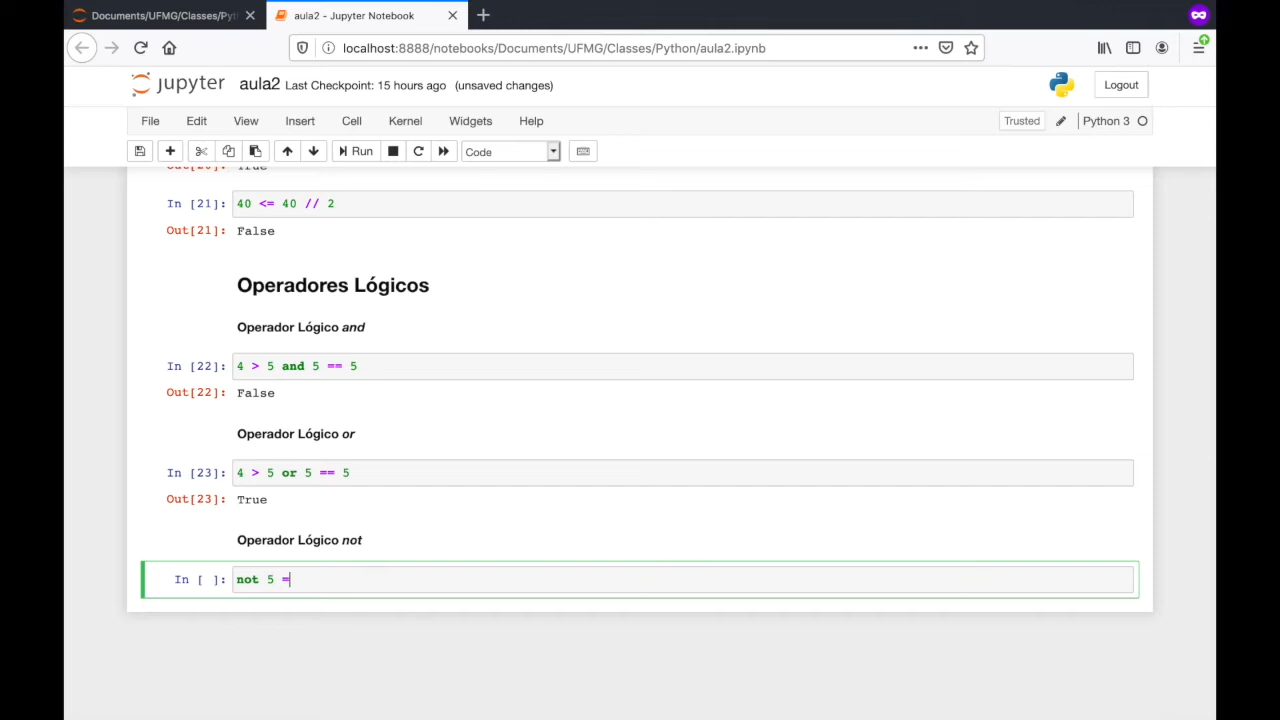 Documents/UFMG/Classes/Pyt
aula2 - Jupyter Notebook
localhost:8888/notebooks/Documents/UFMG/Classes/Python/aula2.ipynb
jupyter aula2 Last Checkpoint: 15 hours ago (unsaved changes)
Logout
File Edit View Insert Cell Kernel Widgets Help
Trusted Python 3
Run Code
Out[20]: True
In [21]: 40 <= 40 // 2
Out[21]: False
Operadores Lógicos
Operador Lógico and
In [22]: 4 > 5 and 5 == 5
Out[22]: False
Operador Lógico or
In [23]: 4 > 5 or 5 == 5
Out[23]: True
Operador Lógico not
In [ ]: not 5 =